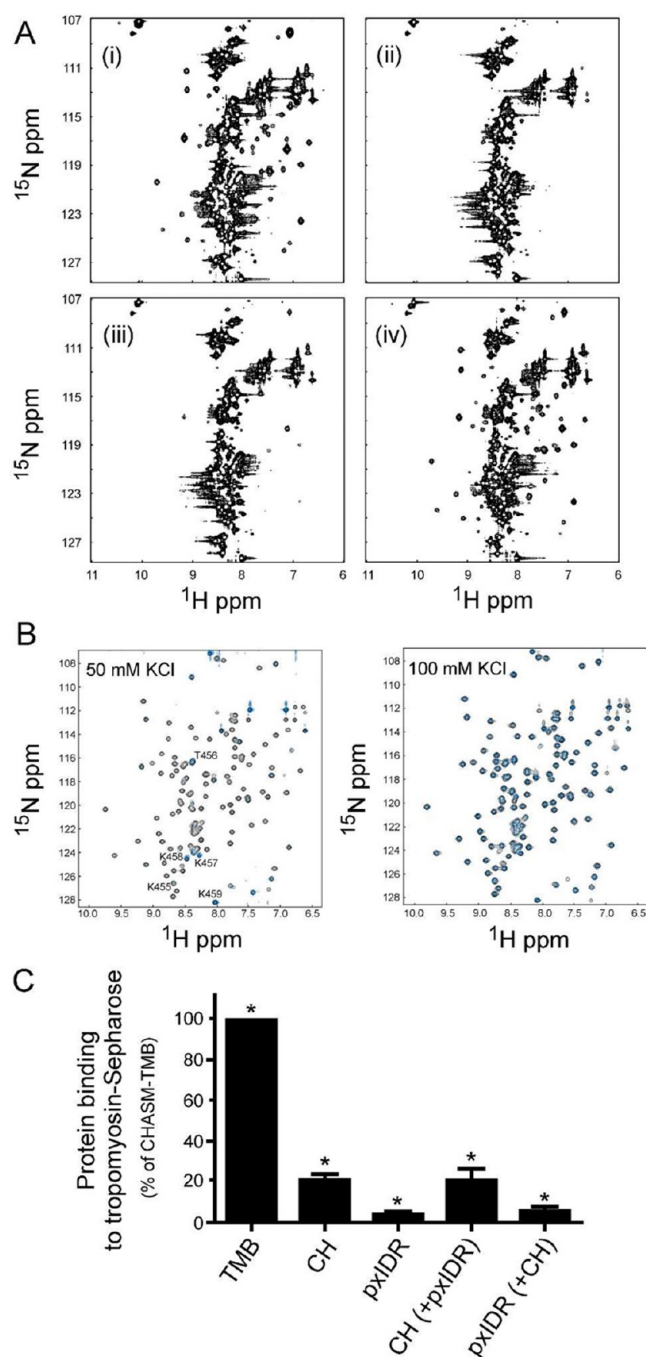 A
(i)
(ii)
107
111
115
119
123
127
15N ppm
(iii)
(iv)
107
111
115
119
123
127
15N ppm
11 10 9 8 7 6
11 10 9 8 7 6
1H ppm
1H ppm
B
50 mM KCl
108
110
112
114
116
118
120
122
124
126
128
15N ppm
T456
K458
K457
K455
K459
10.0 9.5 9.0 8.5 8.0 7.5 7.0 6.5
1H ppm
100 mM KCl
108
110
112
114
116
118
120
122
124
126
128
15N ppm
10.0 9.5 9.0 8.5 8.0 7.5 7.0 6.5
1H ppm
C
Protein binding
to tropomyosin-Sepharose
(% of CHASM-TMB)
100
80
60
40
20
0
* * * * *
TMB
CH
pxIDR
CH (+pxIDR)
pxIDR (+CH)